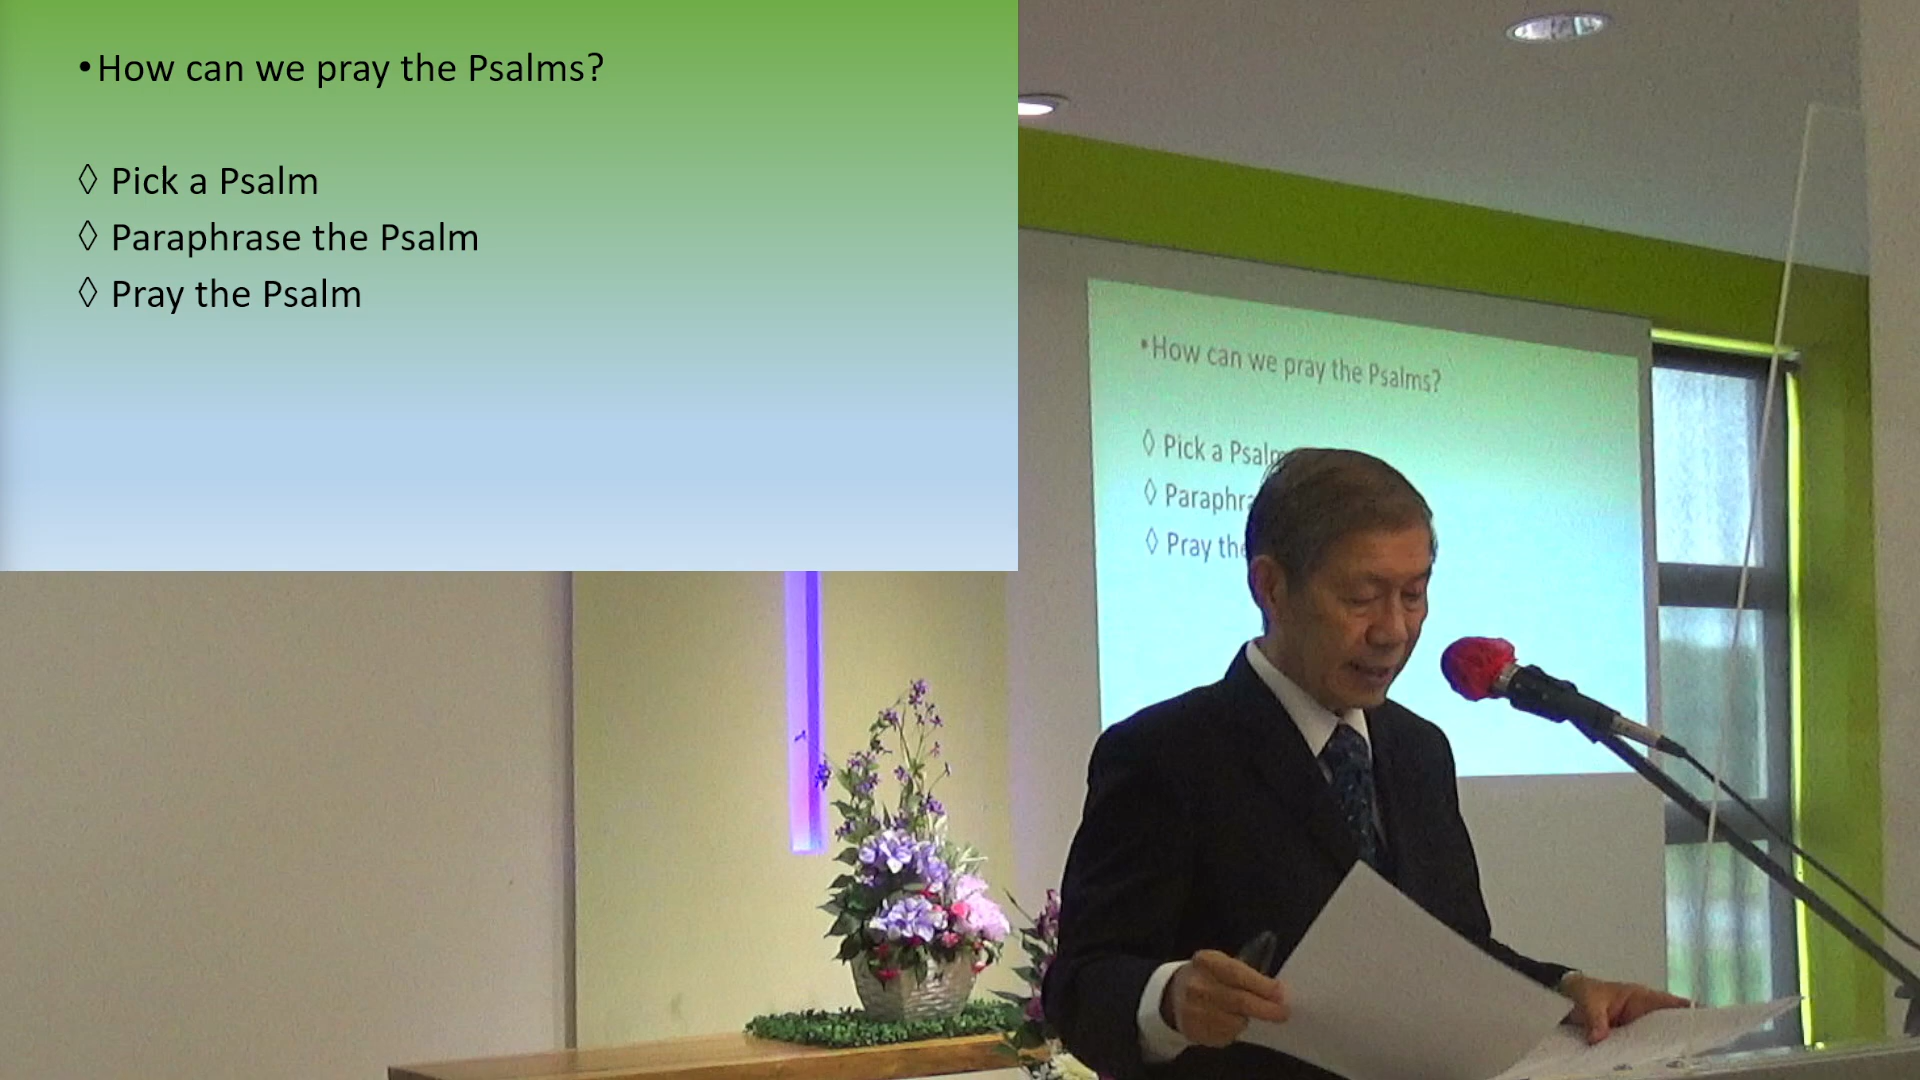 •How can we pray the Psalms?
◊ Pick a Psalm
◊ Paraphrase the Psalm
◊ Pray the Psalm
•How can we pray the Psalms?
◊ Pick a Psalm
◊ Paraphra
◊ Pray the